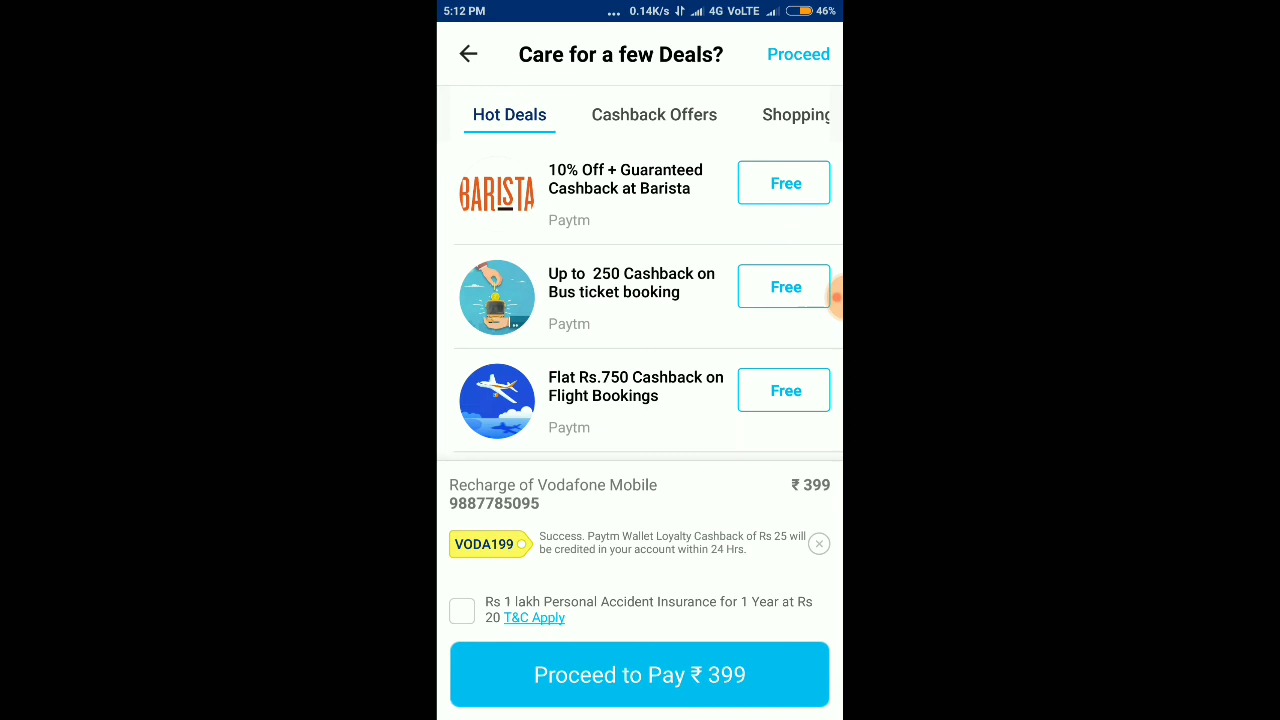 5:12 PM ... 0.14K/s 4G VoLTE 46%
Care for a few Deals? Proceed
Hot Deals Cashback Offers Shopping
BARISTA
10% Off + Guaranteed
Cashback at Barista
Free
Paytm
Up to 250 Cashback on
Bus ticket booking
Free
Paytm
Flat Rs.750 Cashback on
Flight Bookings
Free
Paytm
Recharge of Vodafone Mobile ₹ 399
9887785095
VODA199
Success. Paytm Wallet Loyalty Cashback of Rs 25 will
be credited in your account within 24 Hrs.
Rs 1 lakh Personal Accident Insurance for 1 Year at Rs
20 T&C Apply
Proceed to Pay ₹ 399